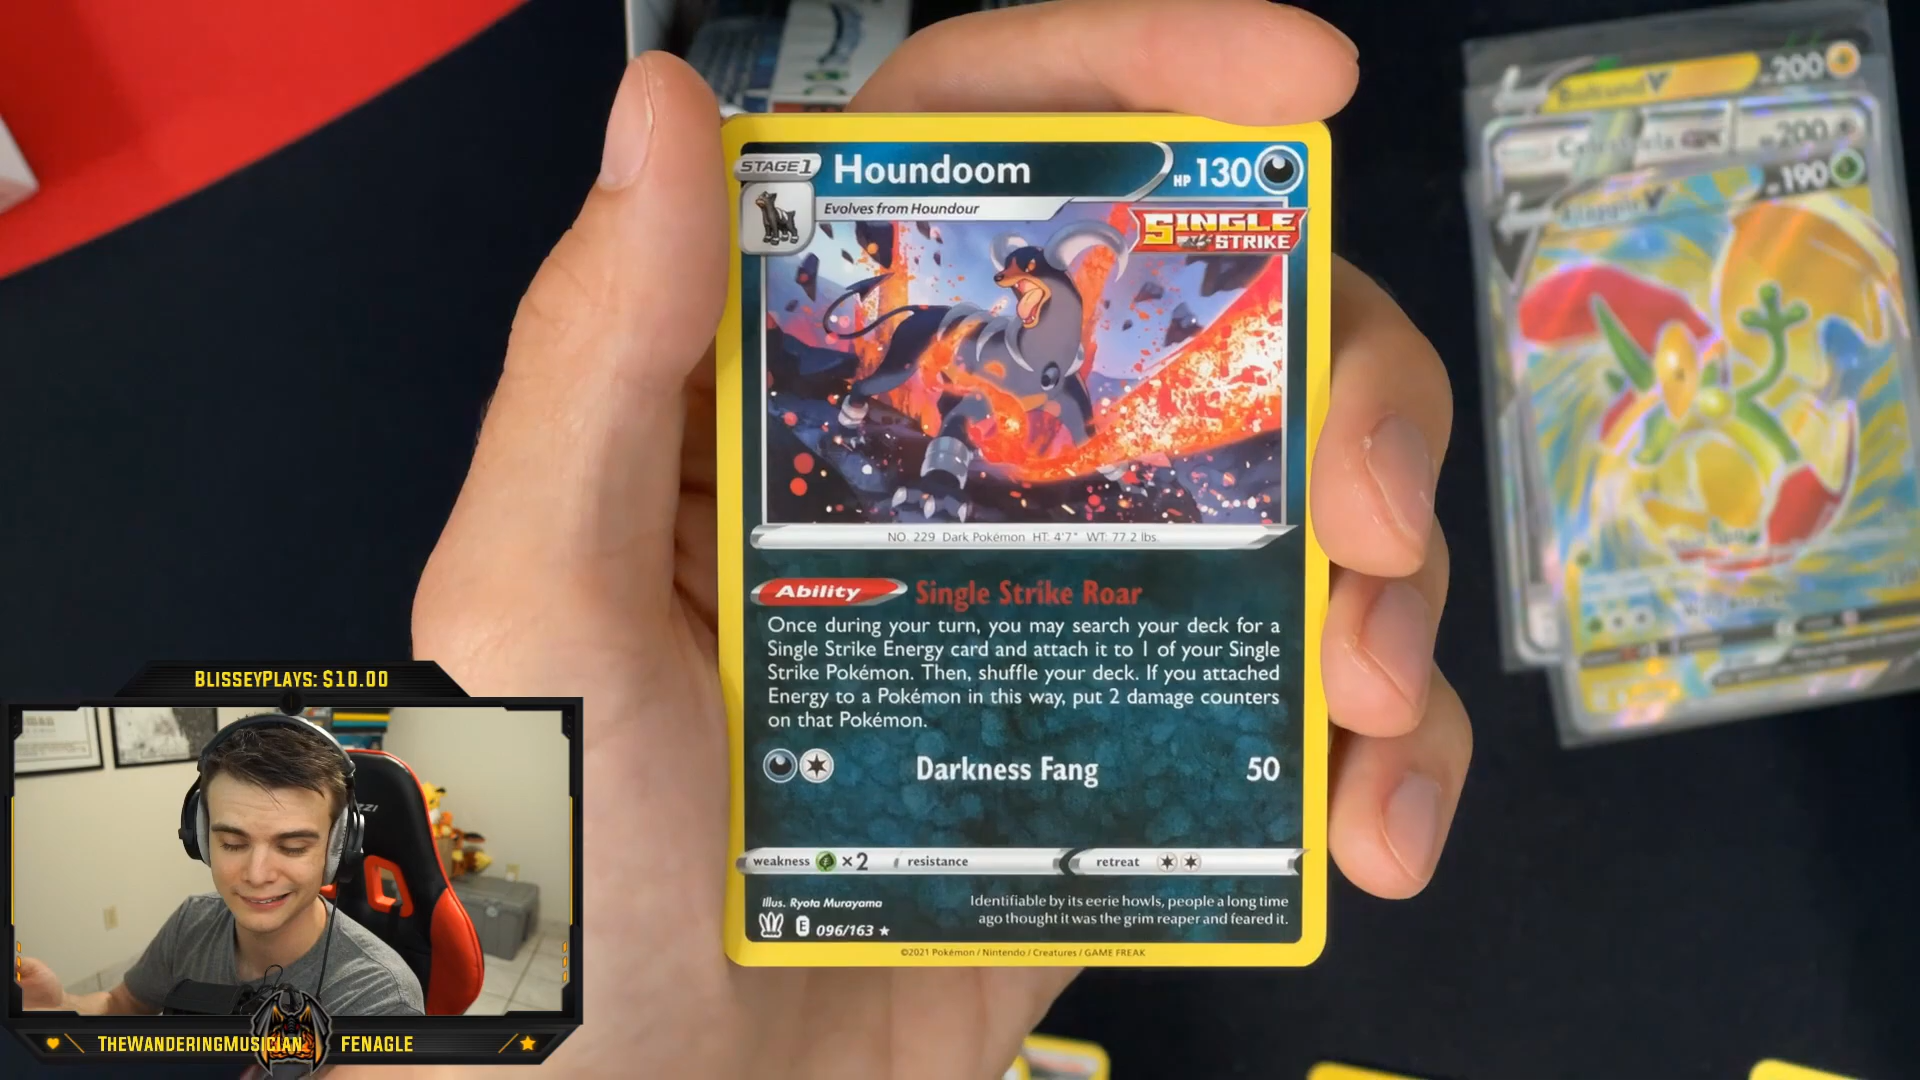 STAGE 1
Houndoom
HP 130
Evolves from Houndour
SINGLE
STRIKE
NO. 229 Dark Pokémon HT: 4'7" WT: 77.2 lbs.
Ability Single Strike Roar
Once during your turn, you may search your deck for a
Single Strike Energy card and attach it to 1 of your Single
Strike Pokémon. Then, shuffle your deck. If you attached
Energy to a Pokémon in this way, put 2 damage counters
on that Pokémon.
Darkness Fang 50
weakness ×2 resistance retreat
Illus. Ryota Murayama
Identifiable by its eerie howls, people a long time
ago thought it was the grim reaper and feared it.
E 096/163 ★
©2021 Pokémon / Nintendo / Creatures / GAME FREAK
200
200
190
BLISSEYPLAYS: $10.00
THEWANDERINGMUSICIAN
FENAGLE